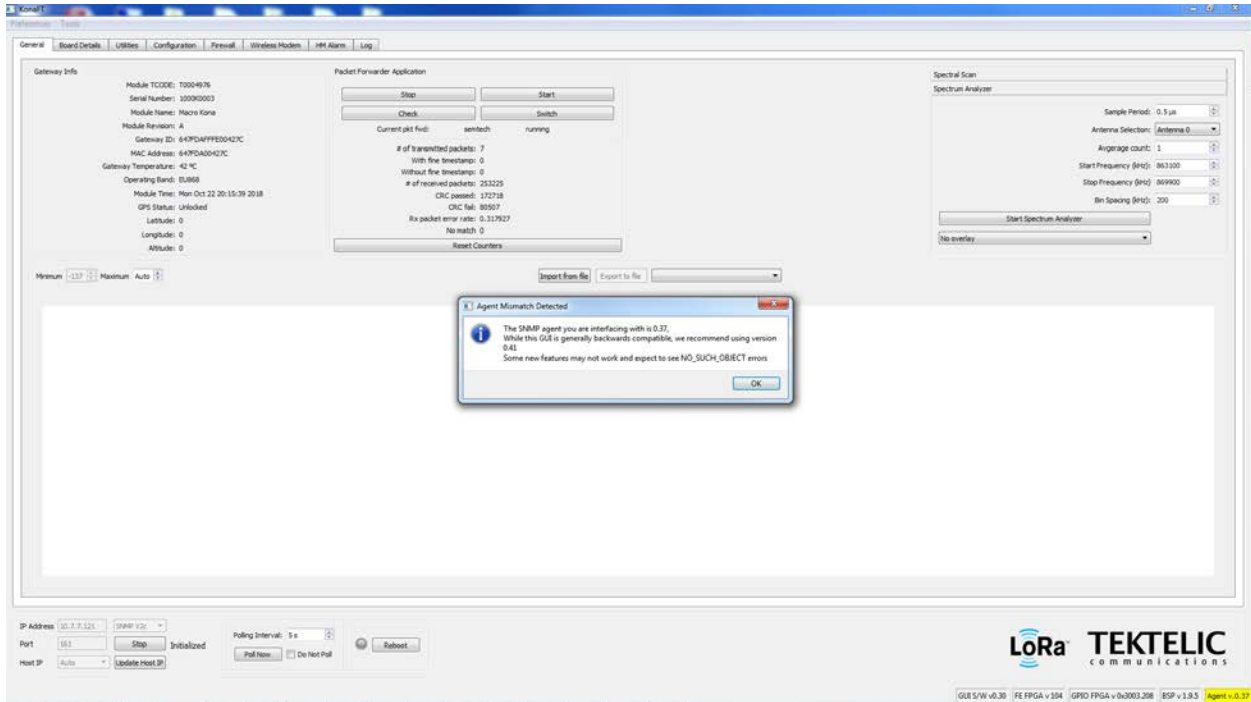 KonaFT
Preferences Tools
General Board Details Utilities Configuration Firewall Wireless Modem HM Alarm Log
Gateway Info
Module TCODE: T0004976
Serial Number: 1000K0003
Module Name: Macro Kona
Module Revision: A
Gateway ID: 647FDAFFFE00427C
MAC Address: 647FDA00427C
Gateway Temperature: 42 ºC
Operating Band: EU868
Module Time: Mon Oct 22 20:15:39 2018
GPS Status: Unlocked
Latitude: 0
Longitude: 0
Altitude: 0
Packet Forwarder Application
Stop Start
Check Switch
Current pkt fwd: semtech running
# of transmitted packets: 7
With fine timestamp: 0
Without fine timestamp: 0
# of received packets: 253225
CRC passed: 172718
CRC fail: 80507
Rx packet error rate: 0.317927
No match 0
Reset Counters
Spectral Scan
Spectrum Analyzer
Sample Period: 0.5 µs
Antenna Selection: Antenna 0
Avgerage count: 1
Start Frequency (kHz): 863100
Stop Frequency (kHz) 869900
Bin Spacing (kHz): 200
Start Spectrum Analyzer
No overlay
Minimum -137 Maximum Auto
Import from file Export to file
Agent Mismatch Detected
The SNMP agent you are interfacing with is 0.37,
While this GUI is generally backwards compatible, we recommend using version
0.41
Some new features may not work and expect to see NO_SUCH_OBJECT errors
OK
IP Address 10.7.7.121 SNMP V2c
Port 161 Stop Initialized
Host IP Auto Update Host IP
Polling Interval: 5 s
Poll Now Do Not Poll
Reboot
LoRa TEKTELIC
communications
GUI S/W v0.30 FE FPGA v 104 GPIO FPGA v 0x3003.208 BSP v 1.9.5 Agent v.0.37